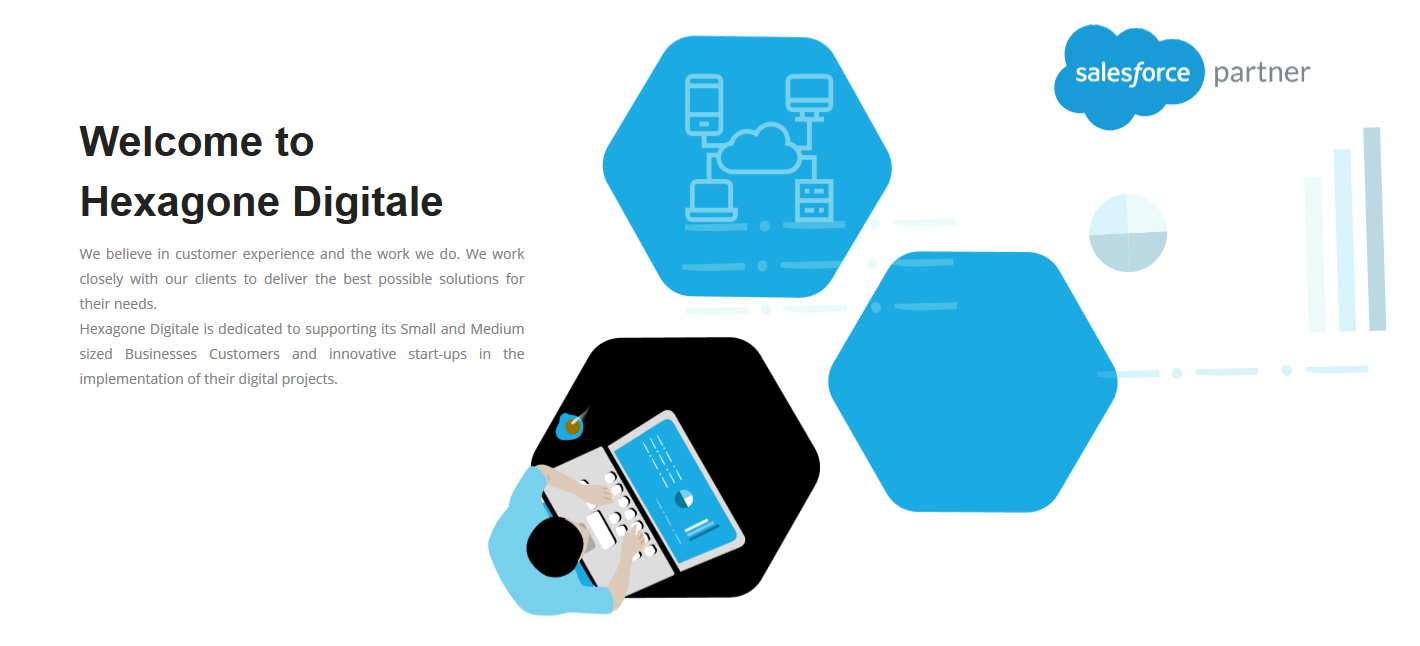 salesforce partner
Welcome to
Hexagone Digitale
We believe in customer experience and the work we do. We work
closely with our clients to deliver the best possible solutions for
their needs.
Hexagone Digitale is dedicated to supporting its Small and Medium
sized Businesses Customers and innovative start-ups in the
implementation of their digital projects.